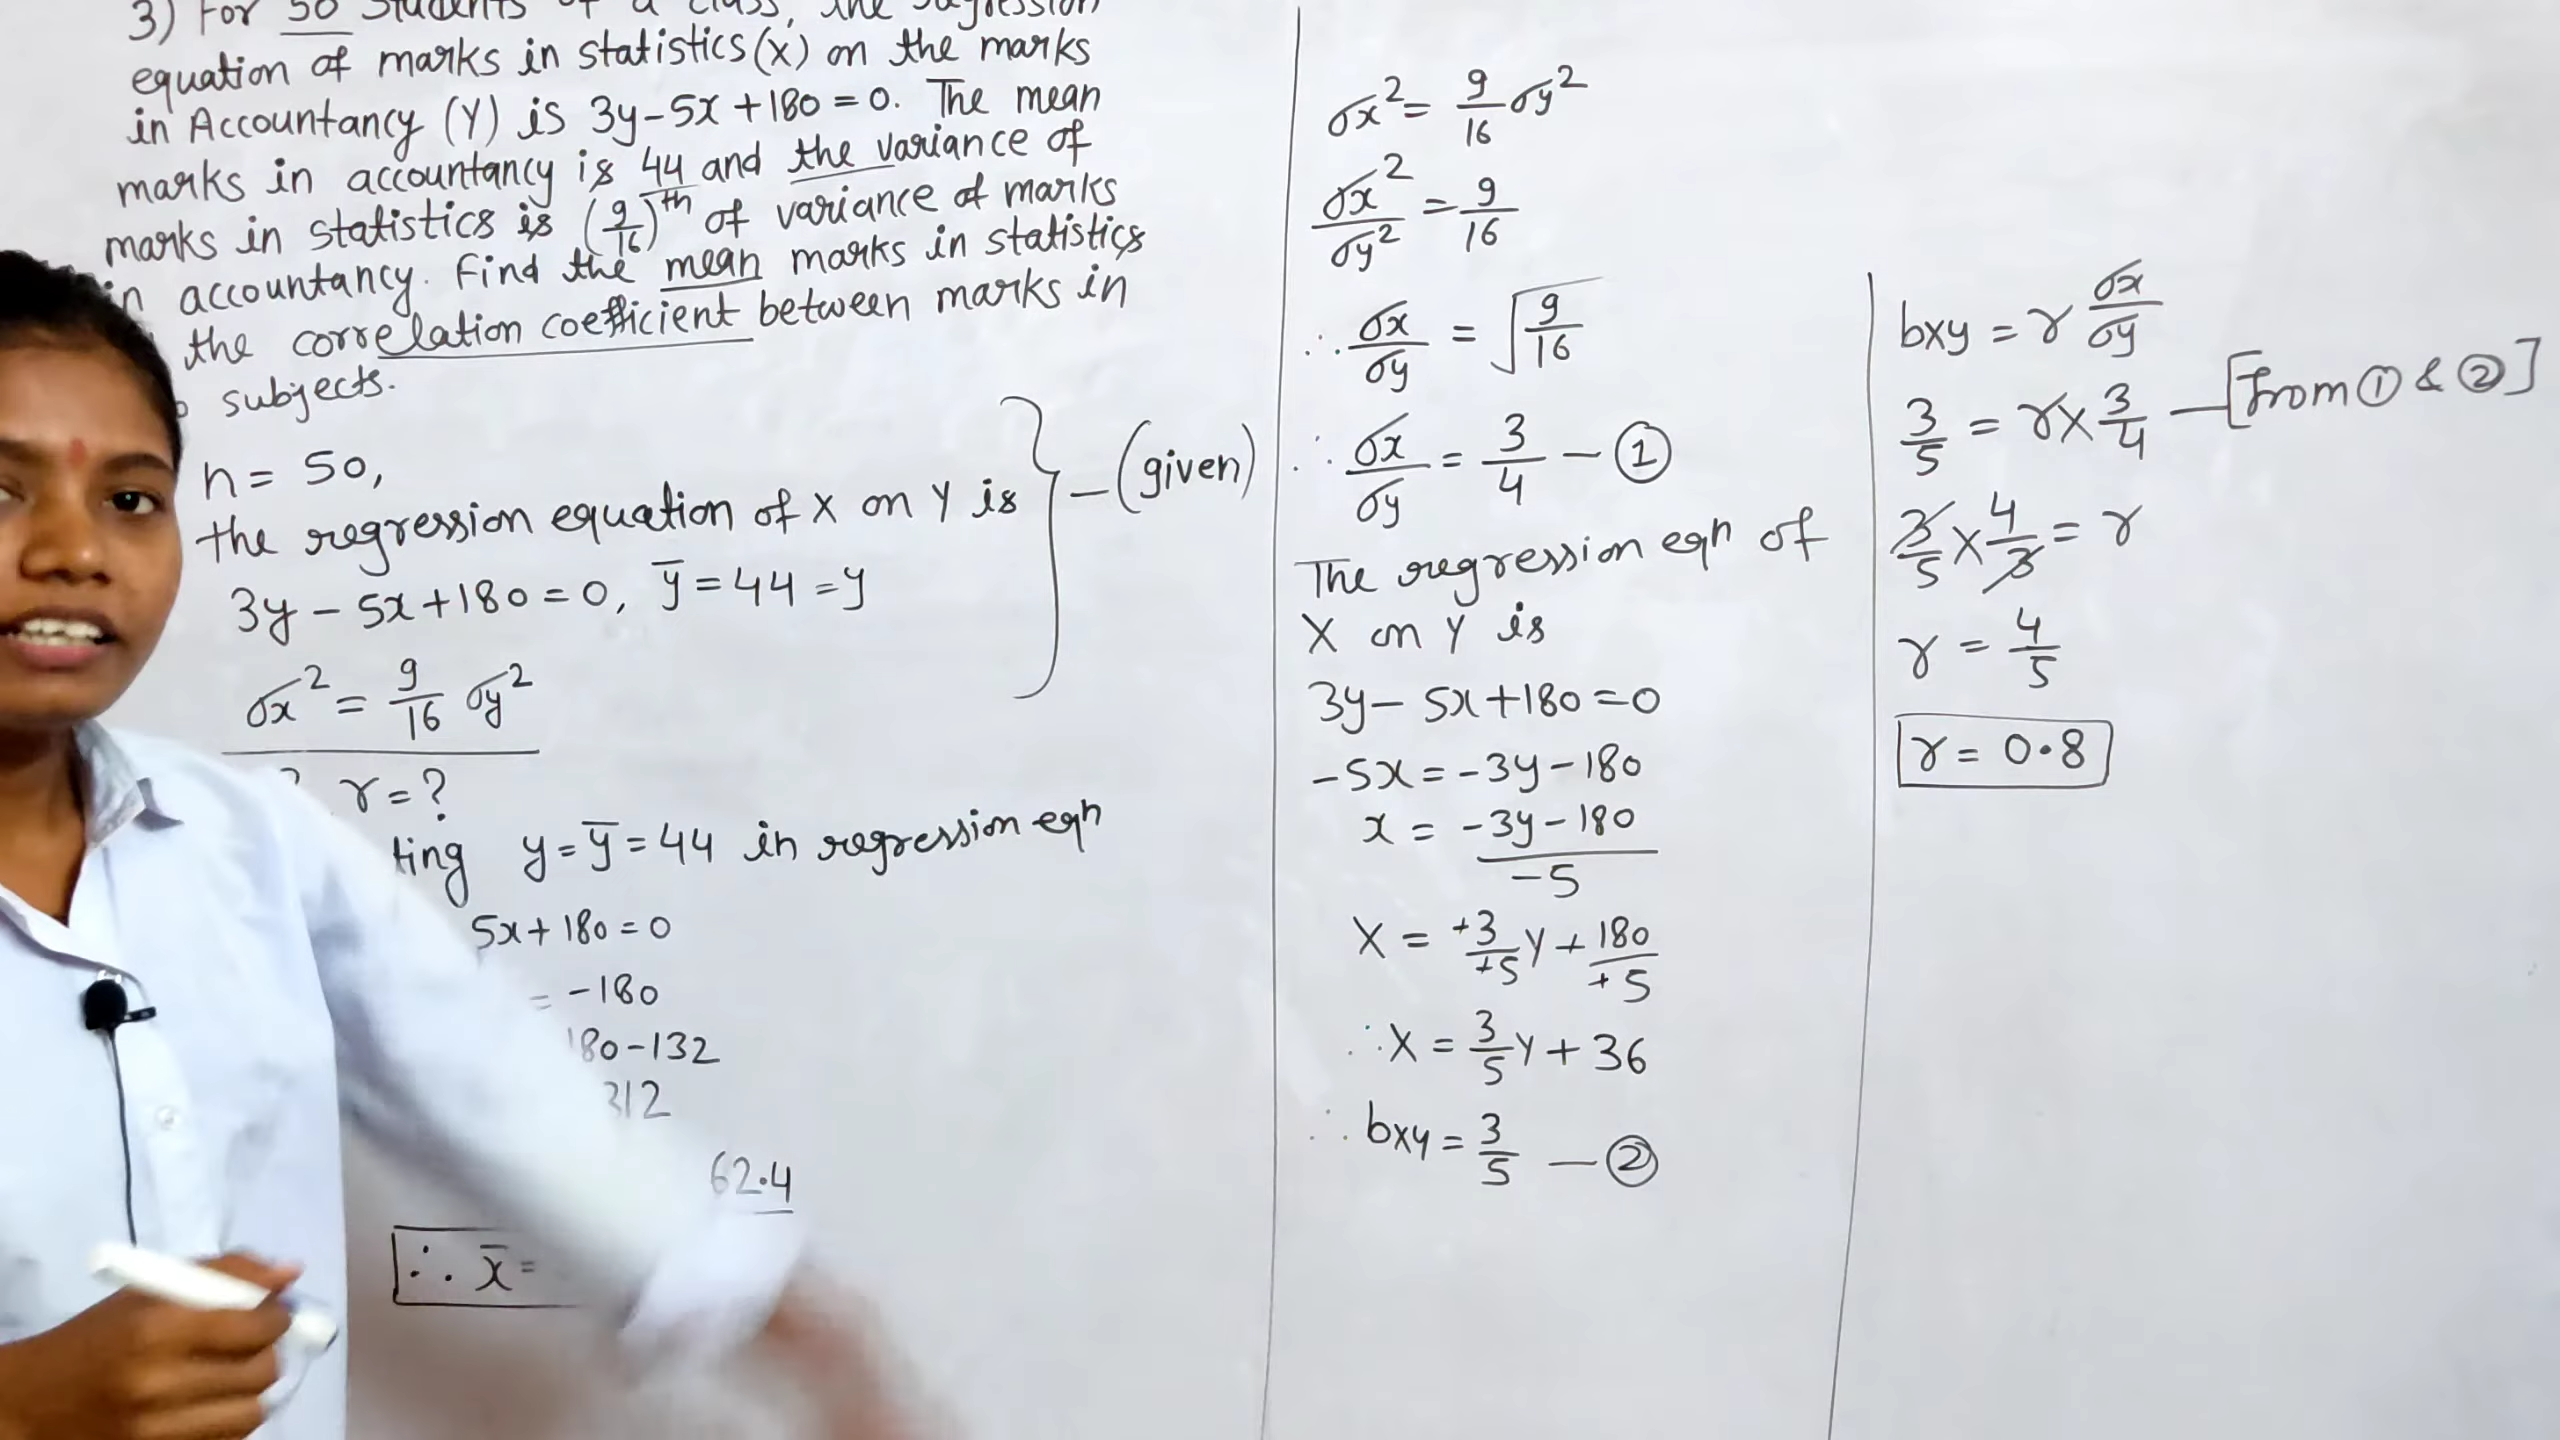 3) For 50 students of a class, the regression
equation of marks in statistics (X) on the marks
in Accountancy (Y) is 3y-5x+180=0. The mean
marks in accountancy is 44 and the variance of
marks in statistics is (9/16)th of variance of marks
in accountancy. Find the mean marks in statistics
the correlation coefficient between marks in
subjects.
n = 50,
the regression equation of X on Y is
3y - 5x+180 = 0, ȳ = 44 = y
} — (given)
σx² = 9/16 σy²
? r = ?
ting y = ȳ = 44 in regression eqn
5x + 180 = 0
= -180
180-132
312
62.4
∴ x̄ =
σx² = 9/16 σy²
σx²/σy² = 9/16
∴ σx/σy = √9/16
∴ σx/σy = 3/4 — ①
The regression eqn of
X on Y is
3y - 5x+180 = 0
-5x = -3y-180
x = -3y-180/-5
X = +3/+5 Y + 180/+5
∴ X = 3/5 Y + 36
∴ bxy = 3/5 — ②
bxy = r σx/σy
3/5 = r × 3/4 — [From ① & ②]
3/5 × 4/3 = r
r = 4/5
r = 0.8